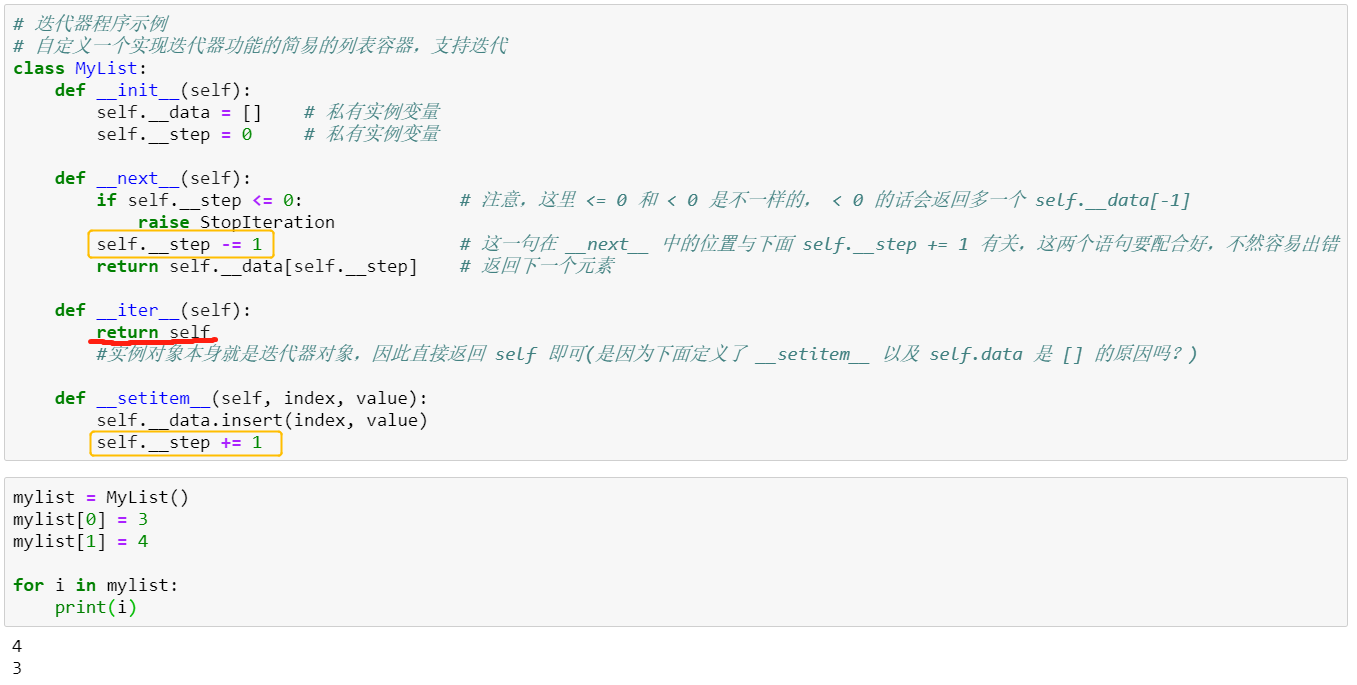 # 迭代器程序示例
# 自定义一个实现迭代器功能的简易的列表容器，支持迭代
class MyList:
    def __init__(self):
        self.__data = []    # 私有实例变量
        self.__step = 0     # 私有实例变量

    def __next__(self):
        if self.__step <= 0:               # 注意，这里 <= 0 和 < 0 是不一样的， < 0 的话会返回多一个 self.__data[-1]
            raise StopIteration
        self.__step -= 1                   # 这一句在 __next__ 中的位置与下面 self.__step += 1 有关，这两个语句要配合好，不然容易出错
        return self.__data[self.__step]    # 返回下一个元素

    def __iter__(self):
        return self
        #实例对象本身就是迭代器对象，因此直接返回 self 即可(是因为下面定义了 __setitem__ 以及 self.data 是 [] 的原因吗？)

    def __setitem__(self, index, value):
        self.__data.insert(index, value)
        self.__step += 1

mylist = MyList()
mylist[0] = 3
mylist[1] = 4

for i in mylist:
    print(i)

4
3